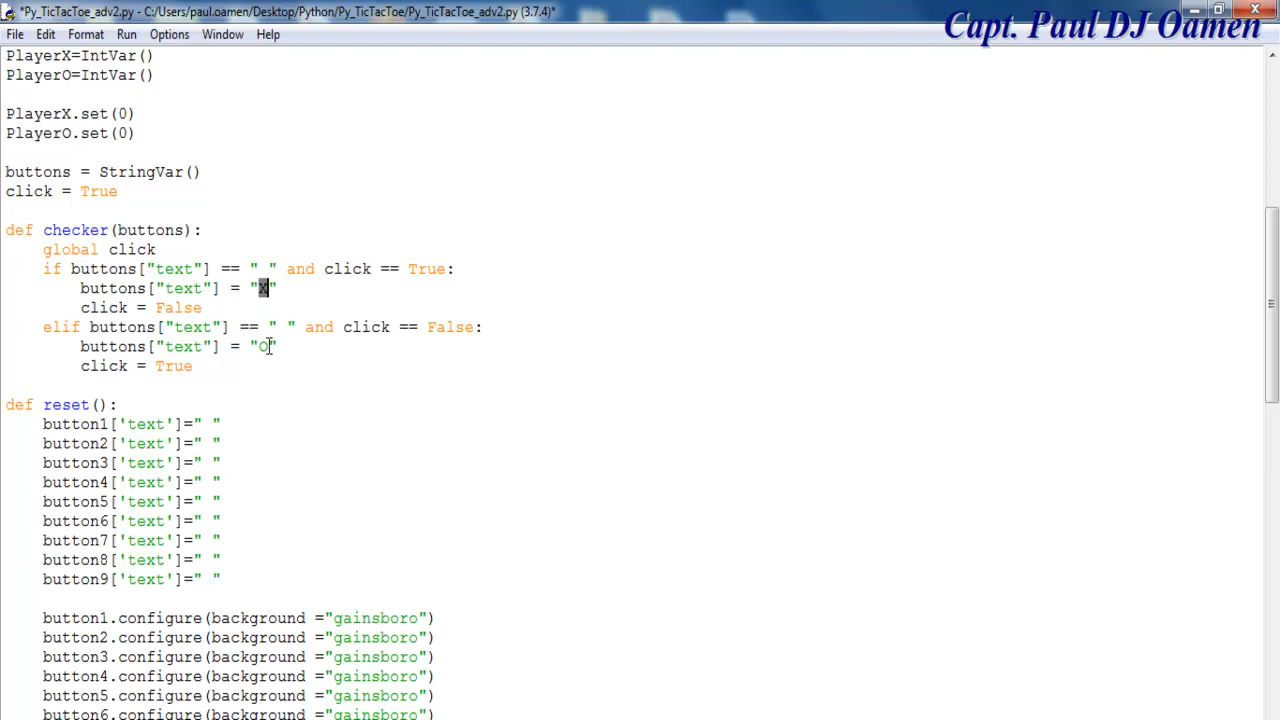 *Py_TicTacToe_adv2.py - C:/Users/paul.oamen/Desktop/Python/Py_TicTacToe/Py_TicTacToe_adv2.py (3.7.4)*
Capt. Paul DJ Oamen
File Edit Format Run Options Window Help
PlayerX=IntVar()
PlayerO=IntVar()
PlayerX.set(0)
PlayerO.set(0)
buttons = StringVar()
click = True
def checker(buttons):
    global click
    if buttons["text"] == " " and click == True:
        buttons["text"] = "X"
        click = False
    elif buttons["text"] == " " and click == False:
        buttons["text"] = "O"
        click = True
def reset():
    button1['text']=" "
    button2['text']=" "
    button3['text']=" "
    button4['text']=" "
    button5['text']=" "
    button6['text']=" "
    button7['text']=" "
    button8['text']=" "
    button9['text']=" "
    button1.configure(background ="gainsboro")
    button2.configure(background ="gainsboro")
    button3.configure(background ="gainsboro")
    button4.configure(background ="gainsboro")
    button5.configure(background ="gainsboro")
    button6.configure(background ="gainsboro")